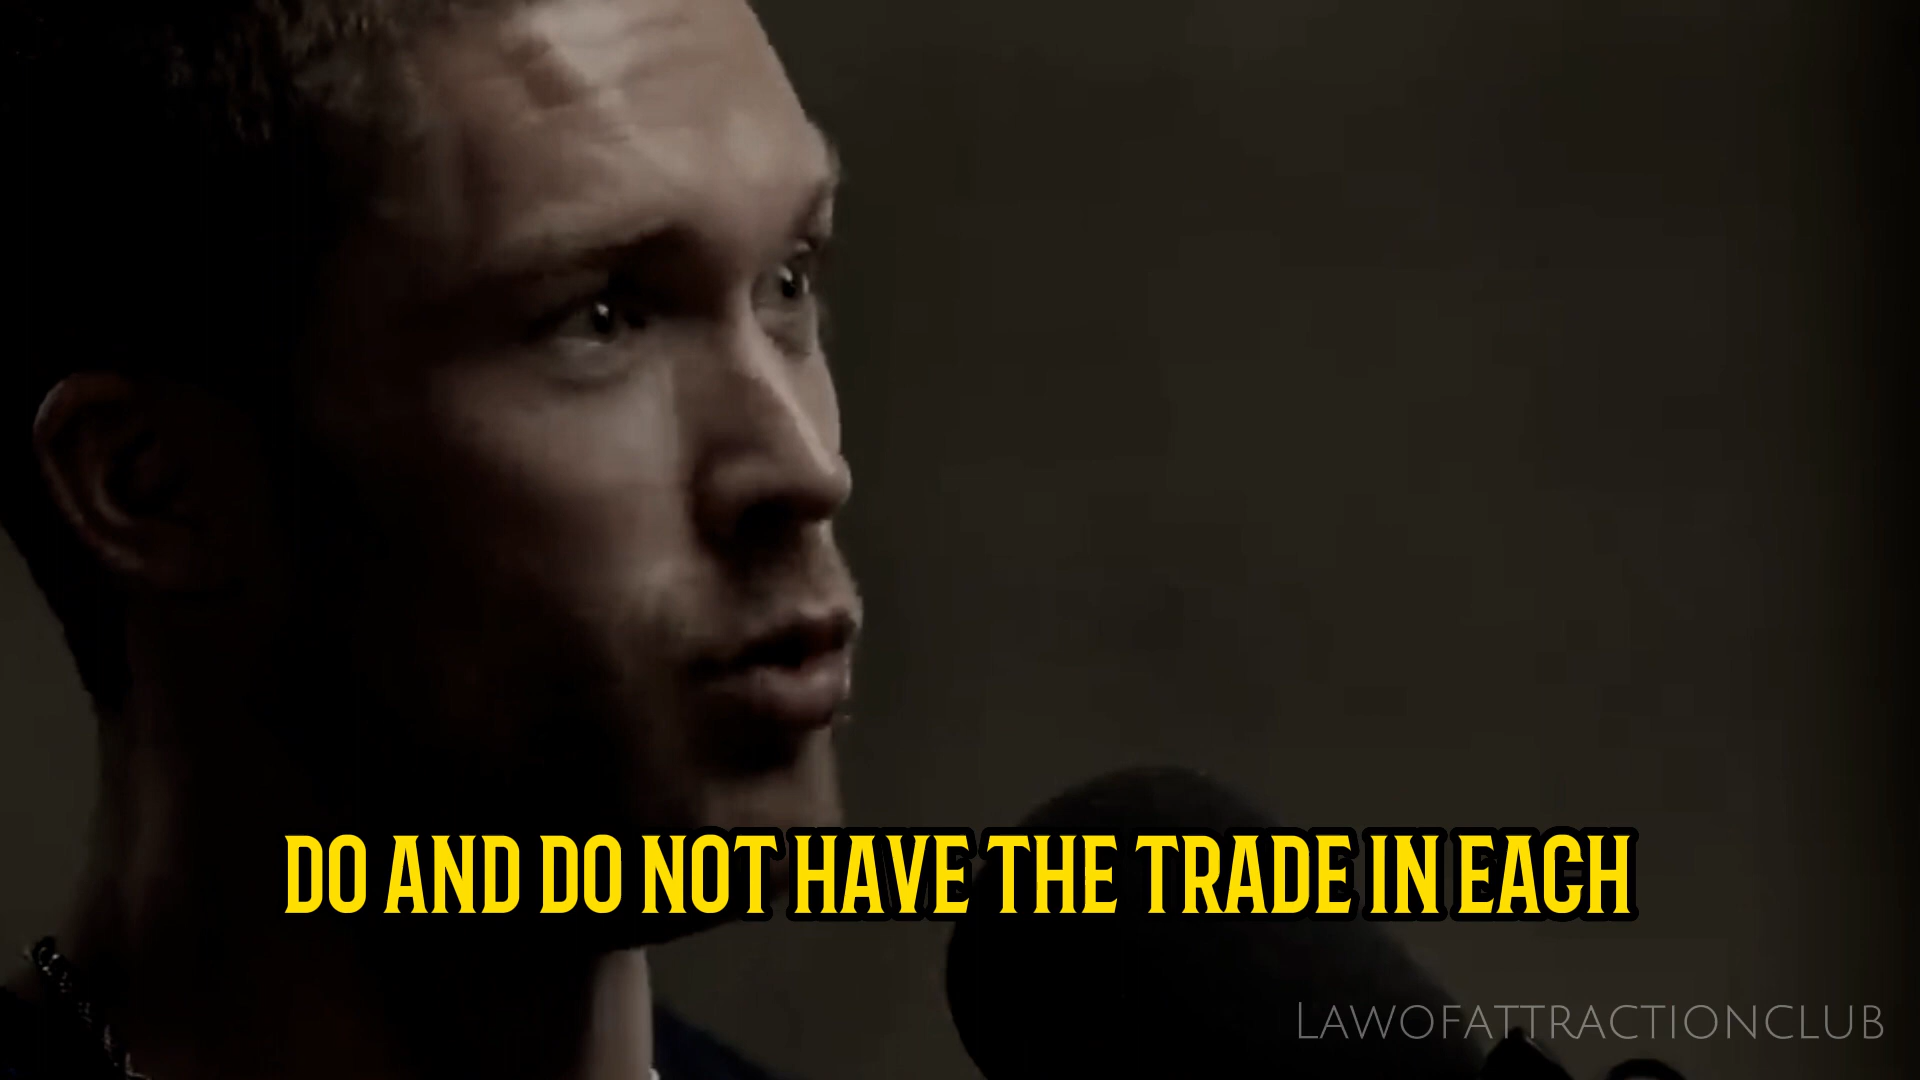 DO AND DO NOT HAVE THE TRADE IN EACH
LAWOFATTRACTIONCLUB